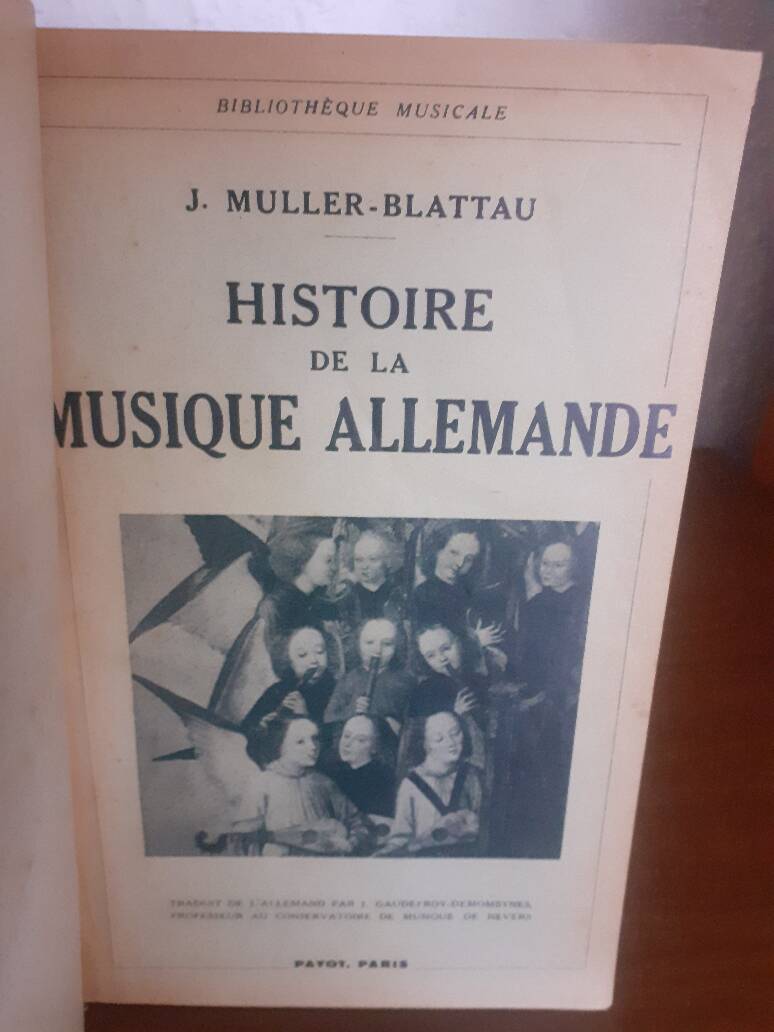 BIBLIOTHÈQUE MUSICALE
J. MULLER-BLATTAU
HISTOIRE
DE LA
MUSIQUE ALLEMANDE
TRADUIT DE L'ALLEMAND PAR J. GAUDEFROY-DEMOMBYNES,
PROFESSEUR AU CONSERVATOIRE DE MUSIQUE DE NEVERS
PAYOT, PARIS